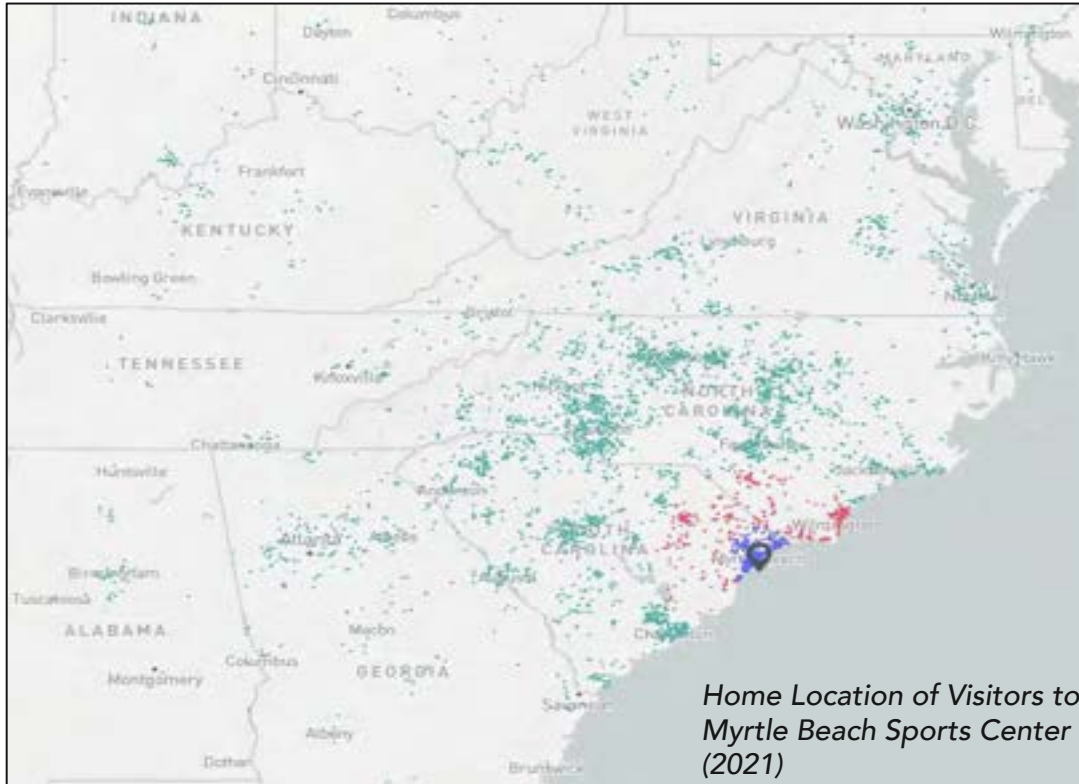 INDIANA
Columbus
Dayton
Wilmington
Cincinnati
MARYLAND
DEL
WEST
VIRGINIA
Washington, D.C.
Frankfort
Evansville
KENTUCKY
VIRGINIA
Lynchburg
Bowling Green
Clarksville
Bristol
TENNESSEE
Knoxville
NORTH
CAROLINA
Chattanooga
Huntsville
Anderson
Wilmington
SOUTH
CAROLINA
Atlanta
Athens
Birmingham
Tuscaloosa
ALABAMA
Macon
Columbus
GEORGIA
Montgomery
Albany
Dothan
Brunswick
Home Location of Visitors to
Myrtle Beach Sports Center
(2021)